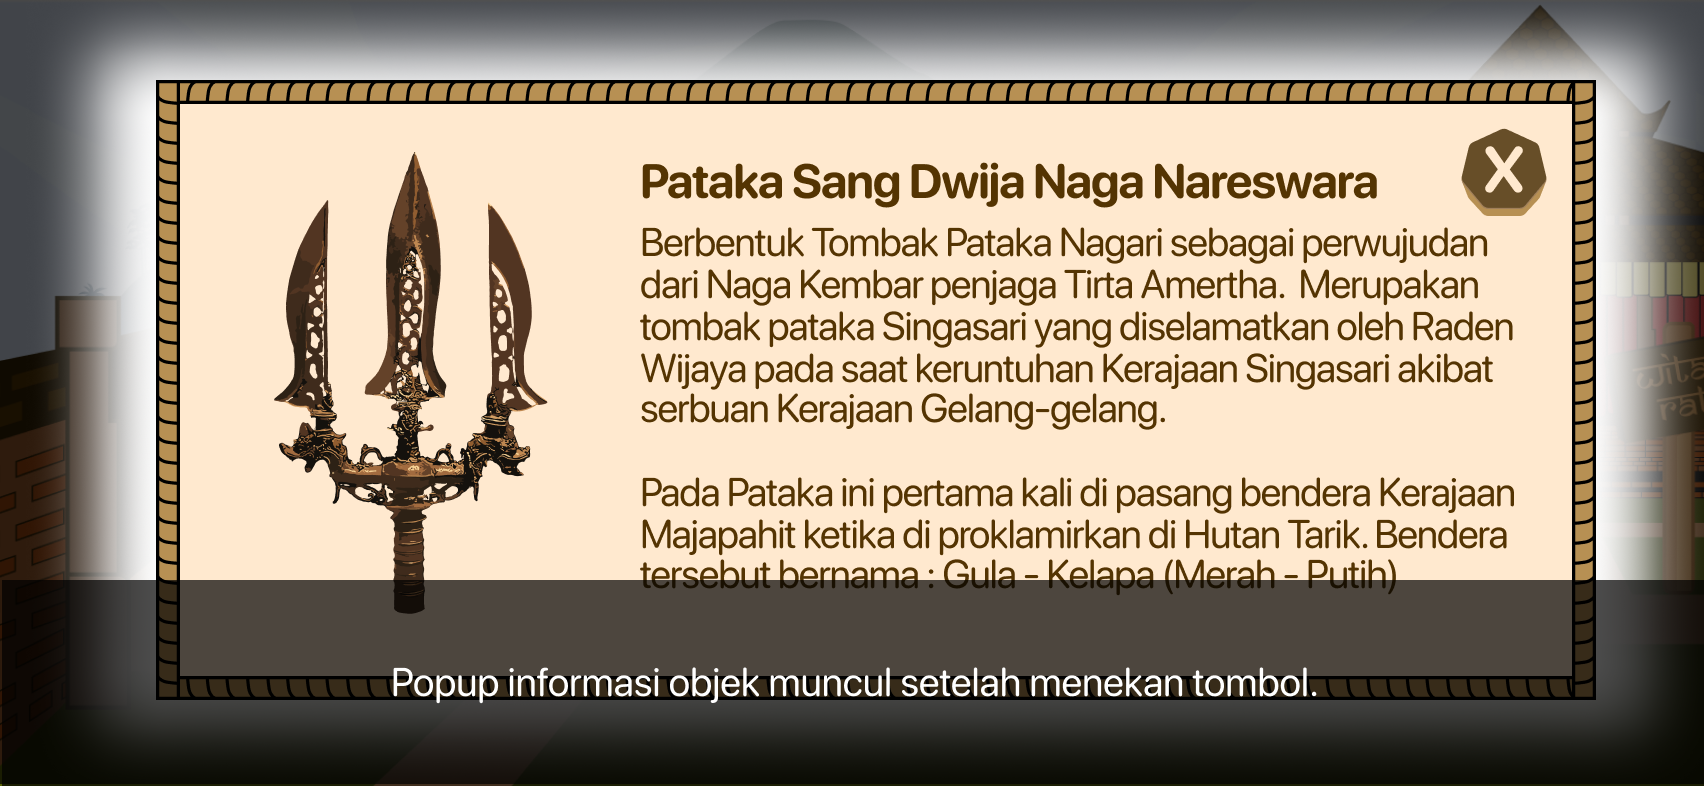 Pataka Sang Dwija Naga Nareswara
X
Berbentuk Tombak Pataka Nagari sebagai perwujudan
dari Naga Kembar penjaga Tirta Amertha.  Merupakan
tombak pataka Singasari yang diselamatkan oleh Raden
Wijaya pada saat keruntuhan Kerajaan Singasari akibat
serbuan Kerajaan Gelang-gelang.
Pada Pataka ini pertama kali di pasang bendera Kerajaan
Majapahit ketika di proklamirkan di Hutan Tarik. Bendera
tersebut bernama : Gula - Kelapa (Merah - Putih)
Popup informasi objek muncul setelah menekan tombol.